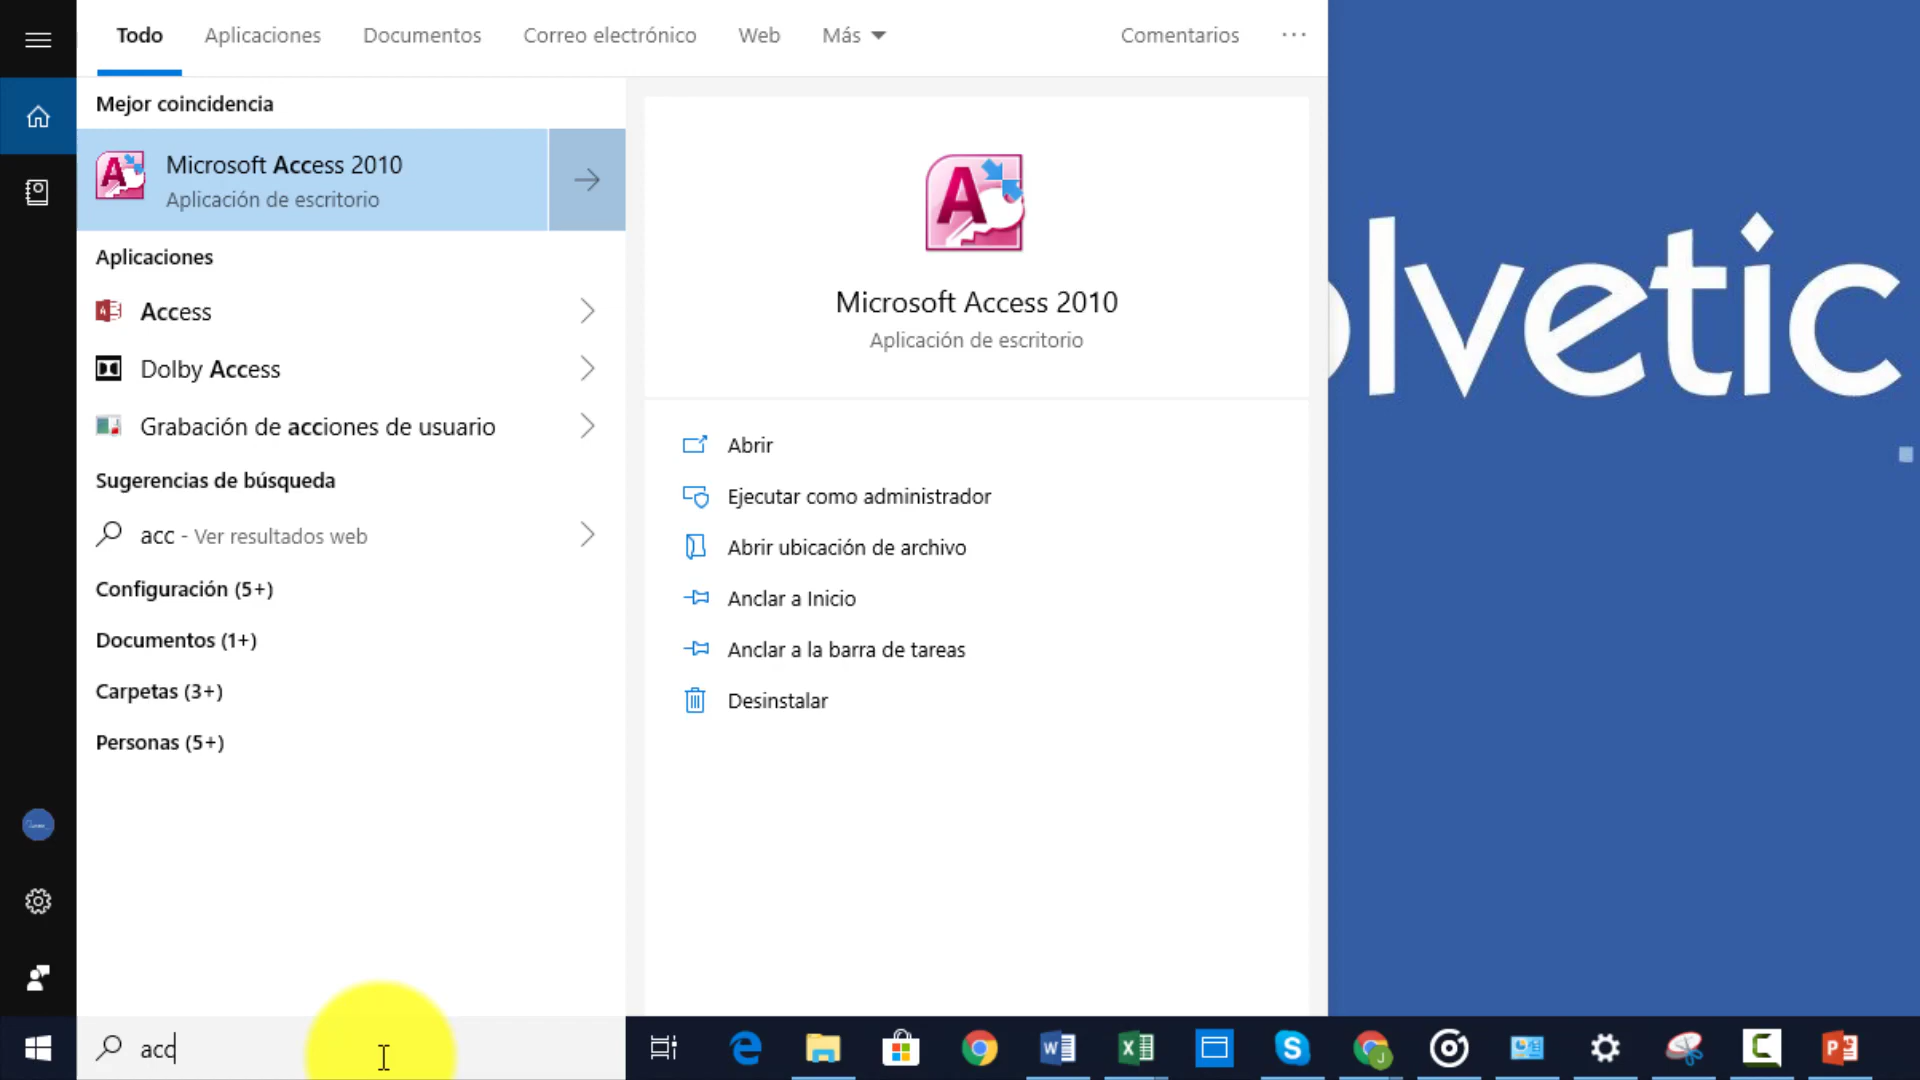 Todo Aplicaciones Documentos Correo electrónico Web Más Comentarios ...
Mejor coincidencia
Microsoft Access 2010
Aplicación de escritorio
Aplicaciones
Access
Dolby Access
Grabación de acciones de usuario
Sugerencias de búsqueda
acc - Ver resultados web
Configuración (5+)
Documentos (1+)
Carpetas (3+)
Personas (5+)
Microsoft Access 2010
Aplicación de escritorio
Abrir
Ejecutar como administrador
Abrir ubicación de archivo
Anclar a Inicio
Anclar a la barra de tareas
Desinstalar
olvetic
acc